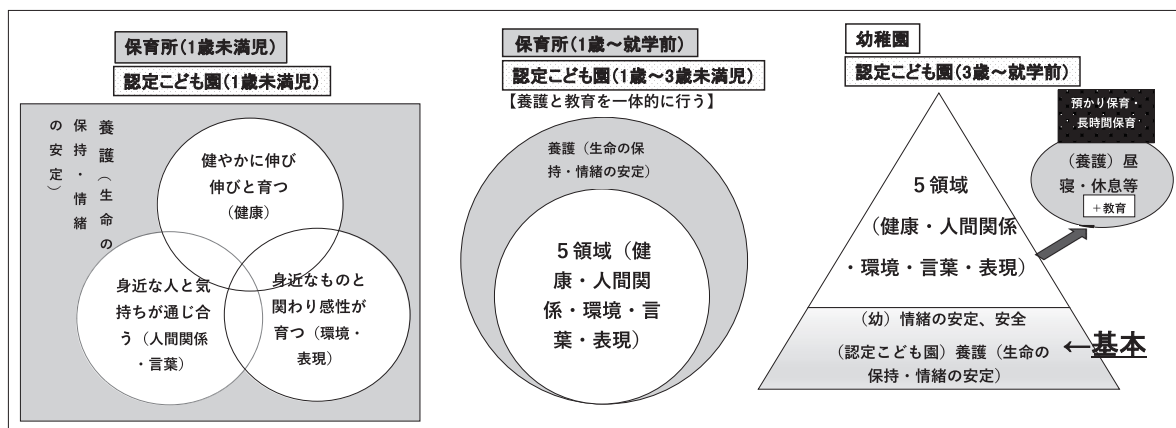 保育所(1歳未満児)
認定こども園(1歳未満児)
養護(生命の
保持・情緒
の安定)
健やかに伸び
伸びと育つ
(健康)
身近な人と気
持ちが通じ合
う(人間関係
・言葉)
身近なものと
関わり感性が
育つ(環境・
表現)
保育所(1歳~就学前)
認定こども園(1歳~3歳未満児)
【養護と教育を一体的に行う】
養護(生命の保
持・情緒の安定)
5領域(健
康・人間関
係・環境・言
葉・表現)
幼稚園
認定こども園(3歳~就学前)
預かり保育・
長時間保育
(養護)昼
寝・休息等
+教育
5領域
(健康・人間関係
・環境・言葉・表現)
(幼)情緒の安定、安全
(認定こども園)養護(生命の
保持・情緒の安定)
←基本